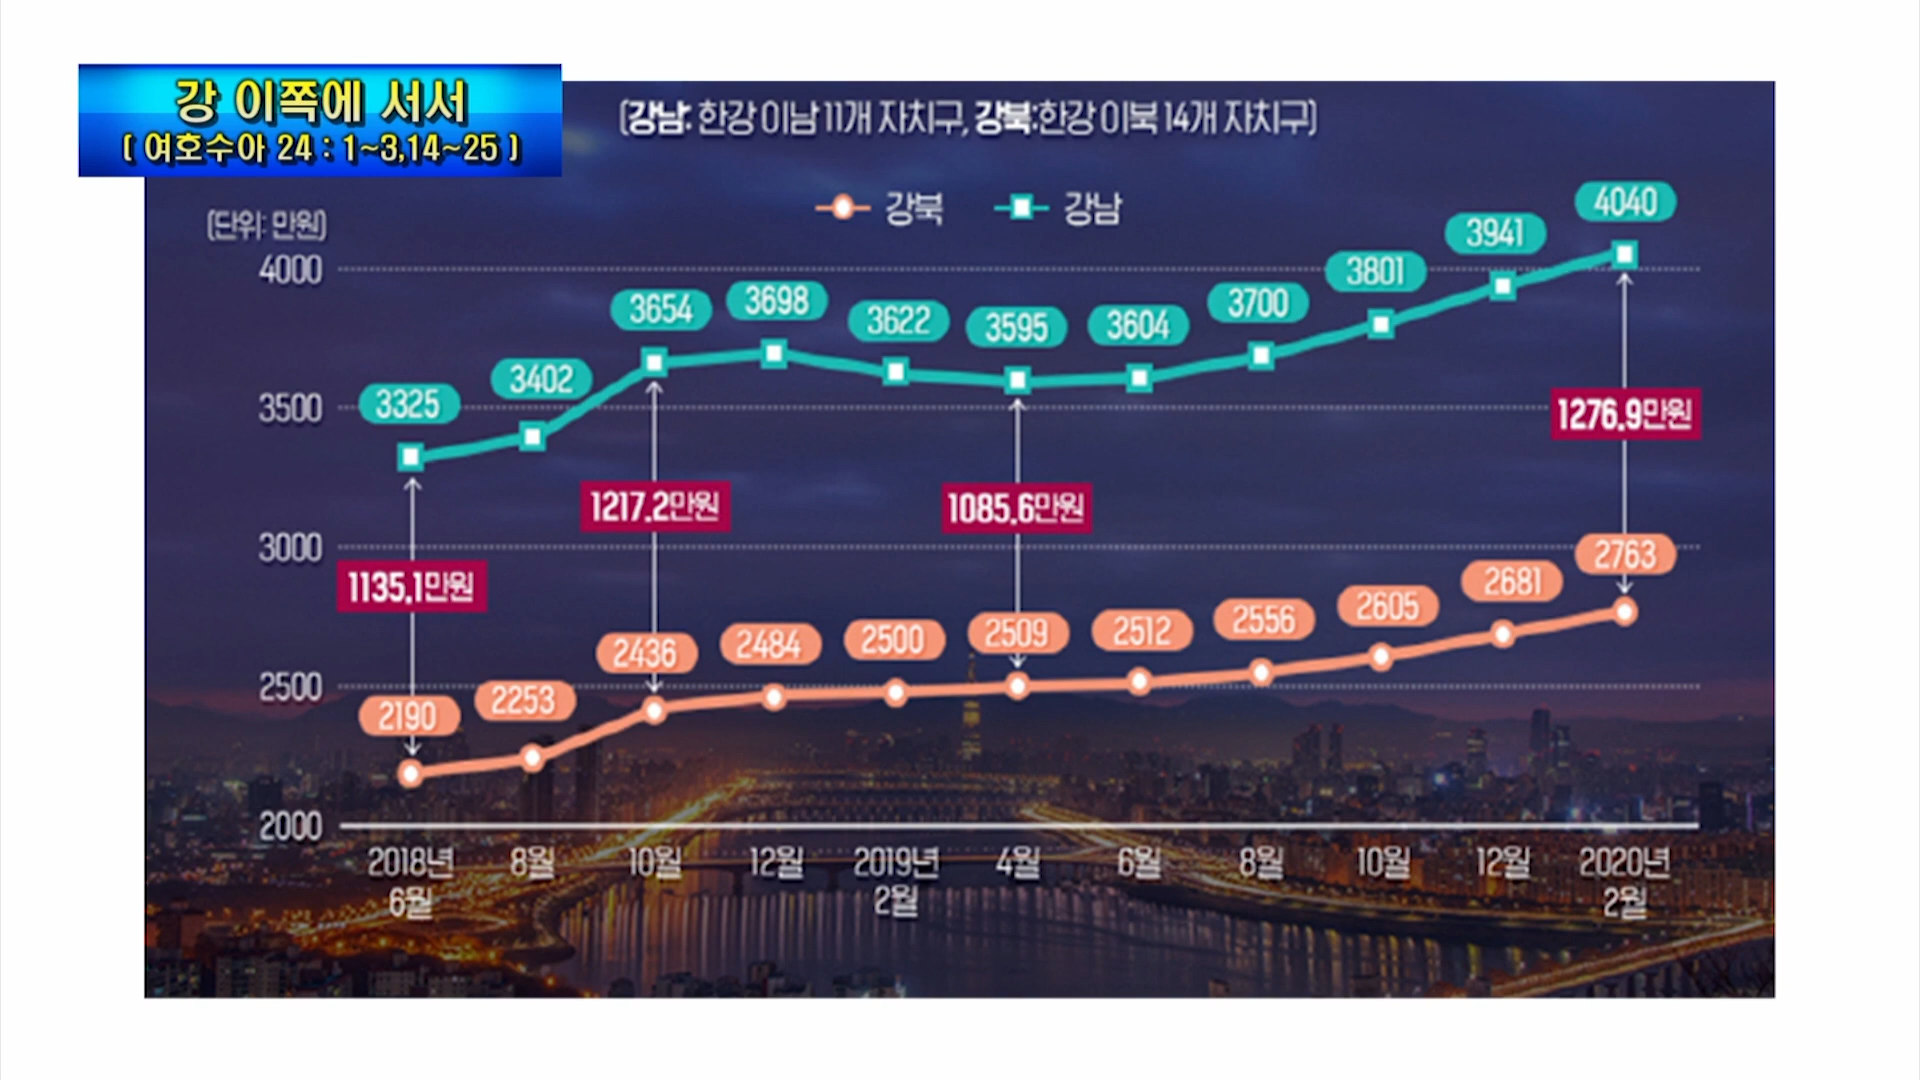 강 이쪽에 서서
( 여호수아 24 : 1~3,14~25 )
(강남: 한강 이남 11개 자치구, 강북:한강 이북 14개 자치구)
강북 강남
(단위: 만원)
4000
3500
3000
2500
2000
3325 3402 3654 3698 3622 3595 3604 3700 3801 3941 4040
1135.1만원 1217.2만원 1085.6만원 1276.9만원
2190 2253 2436 2484 2500 2509 2512 2556 2605 2681 2763
2018년 8월 10월 12월 2019년 4월 6월 8월 10월 12월 2020년
6월 2월 2월